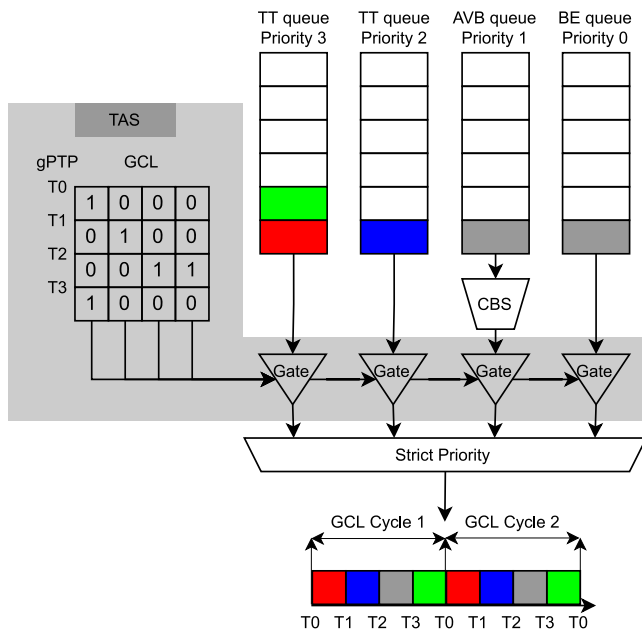 TT queue TT queue AVB queue BE queue
Priority 3 Priority 2 Priority 1 Priority 0
TAS
gPTP GCL
T0
1 0 0 0
T1
0 1 0 0
T2
0 0 1 1
T3
1 0 0 0
CBS
Gate Gate Gate Gate
Strict Priority
GCL Cycle 1 GCL Cycle 2
T0 T1 T2 T3 T0 T1 T2 T3 T0